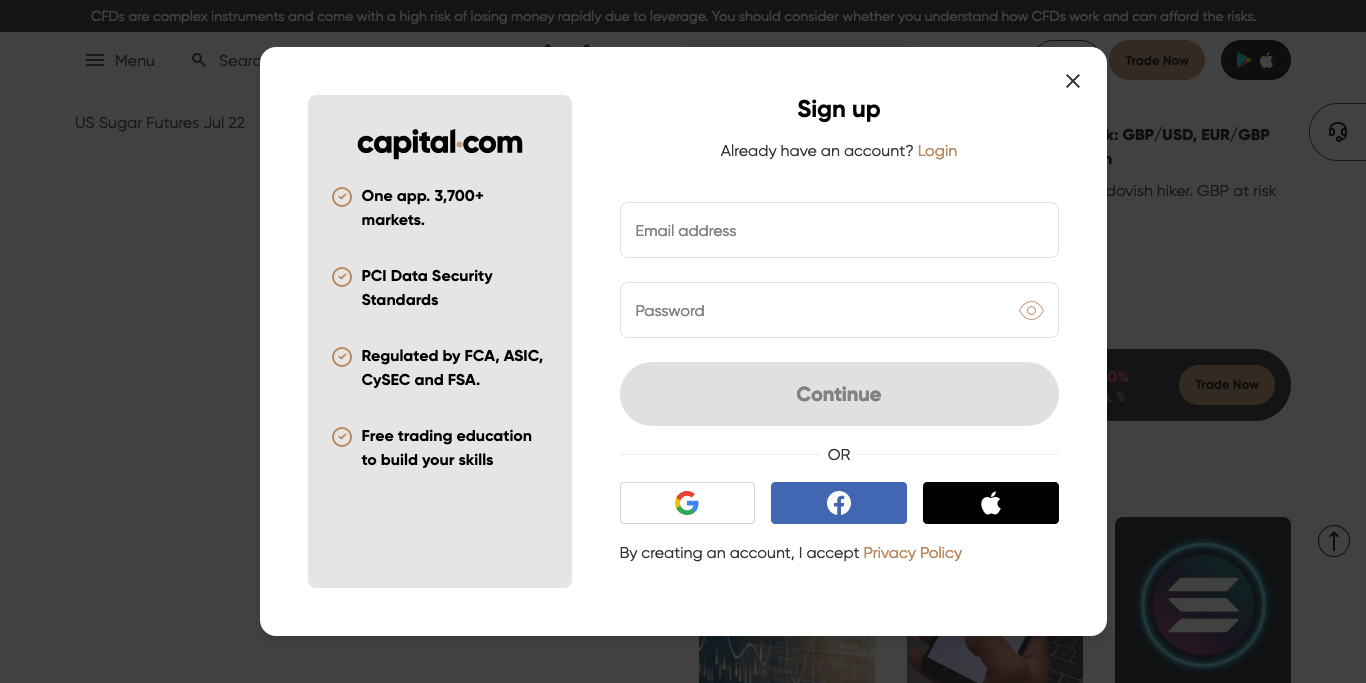 CFDs are complex instruments and come with a high risk of losing money rapidly due to leverage. You should consider whether you understand how CFDs work and can afford the risks.
Menu
Trade Now
US Sugar Futures Jul 22
GBP/USD, EUR/GBP
dovish hiker. GBP at risk
Trade Now
capital.com
One app. 3,700+
markets.
PCI Data Security
Standards
Regulated by FCA, ASIC,
CySEC and FSA.
Free trading education
to build your skills
Sign up
Already have an account? Login
Email address
Password
Continue
OR
By creating an account, I accept Privacy Policy